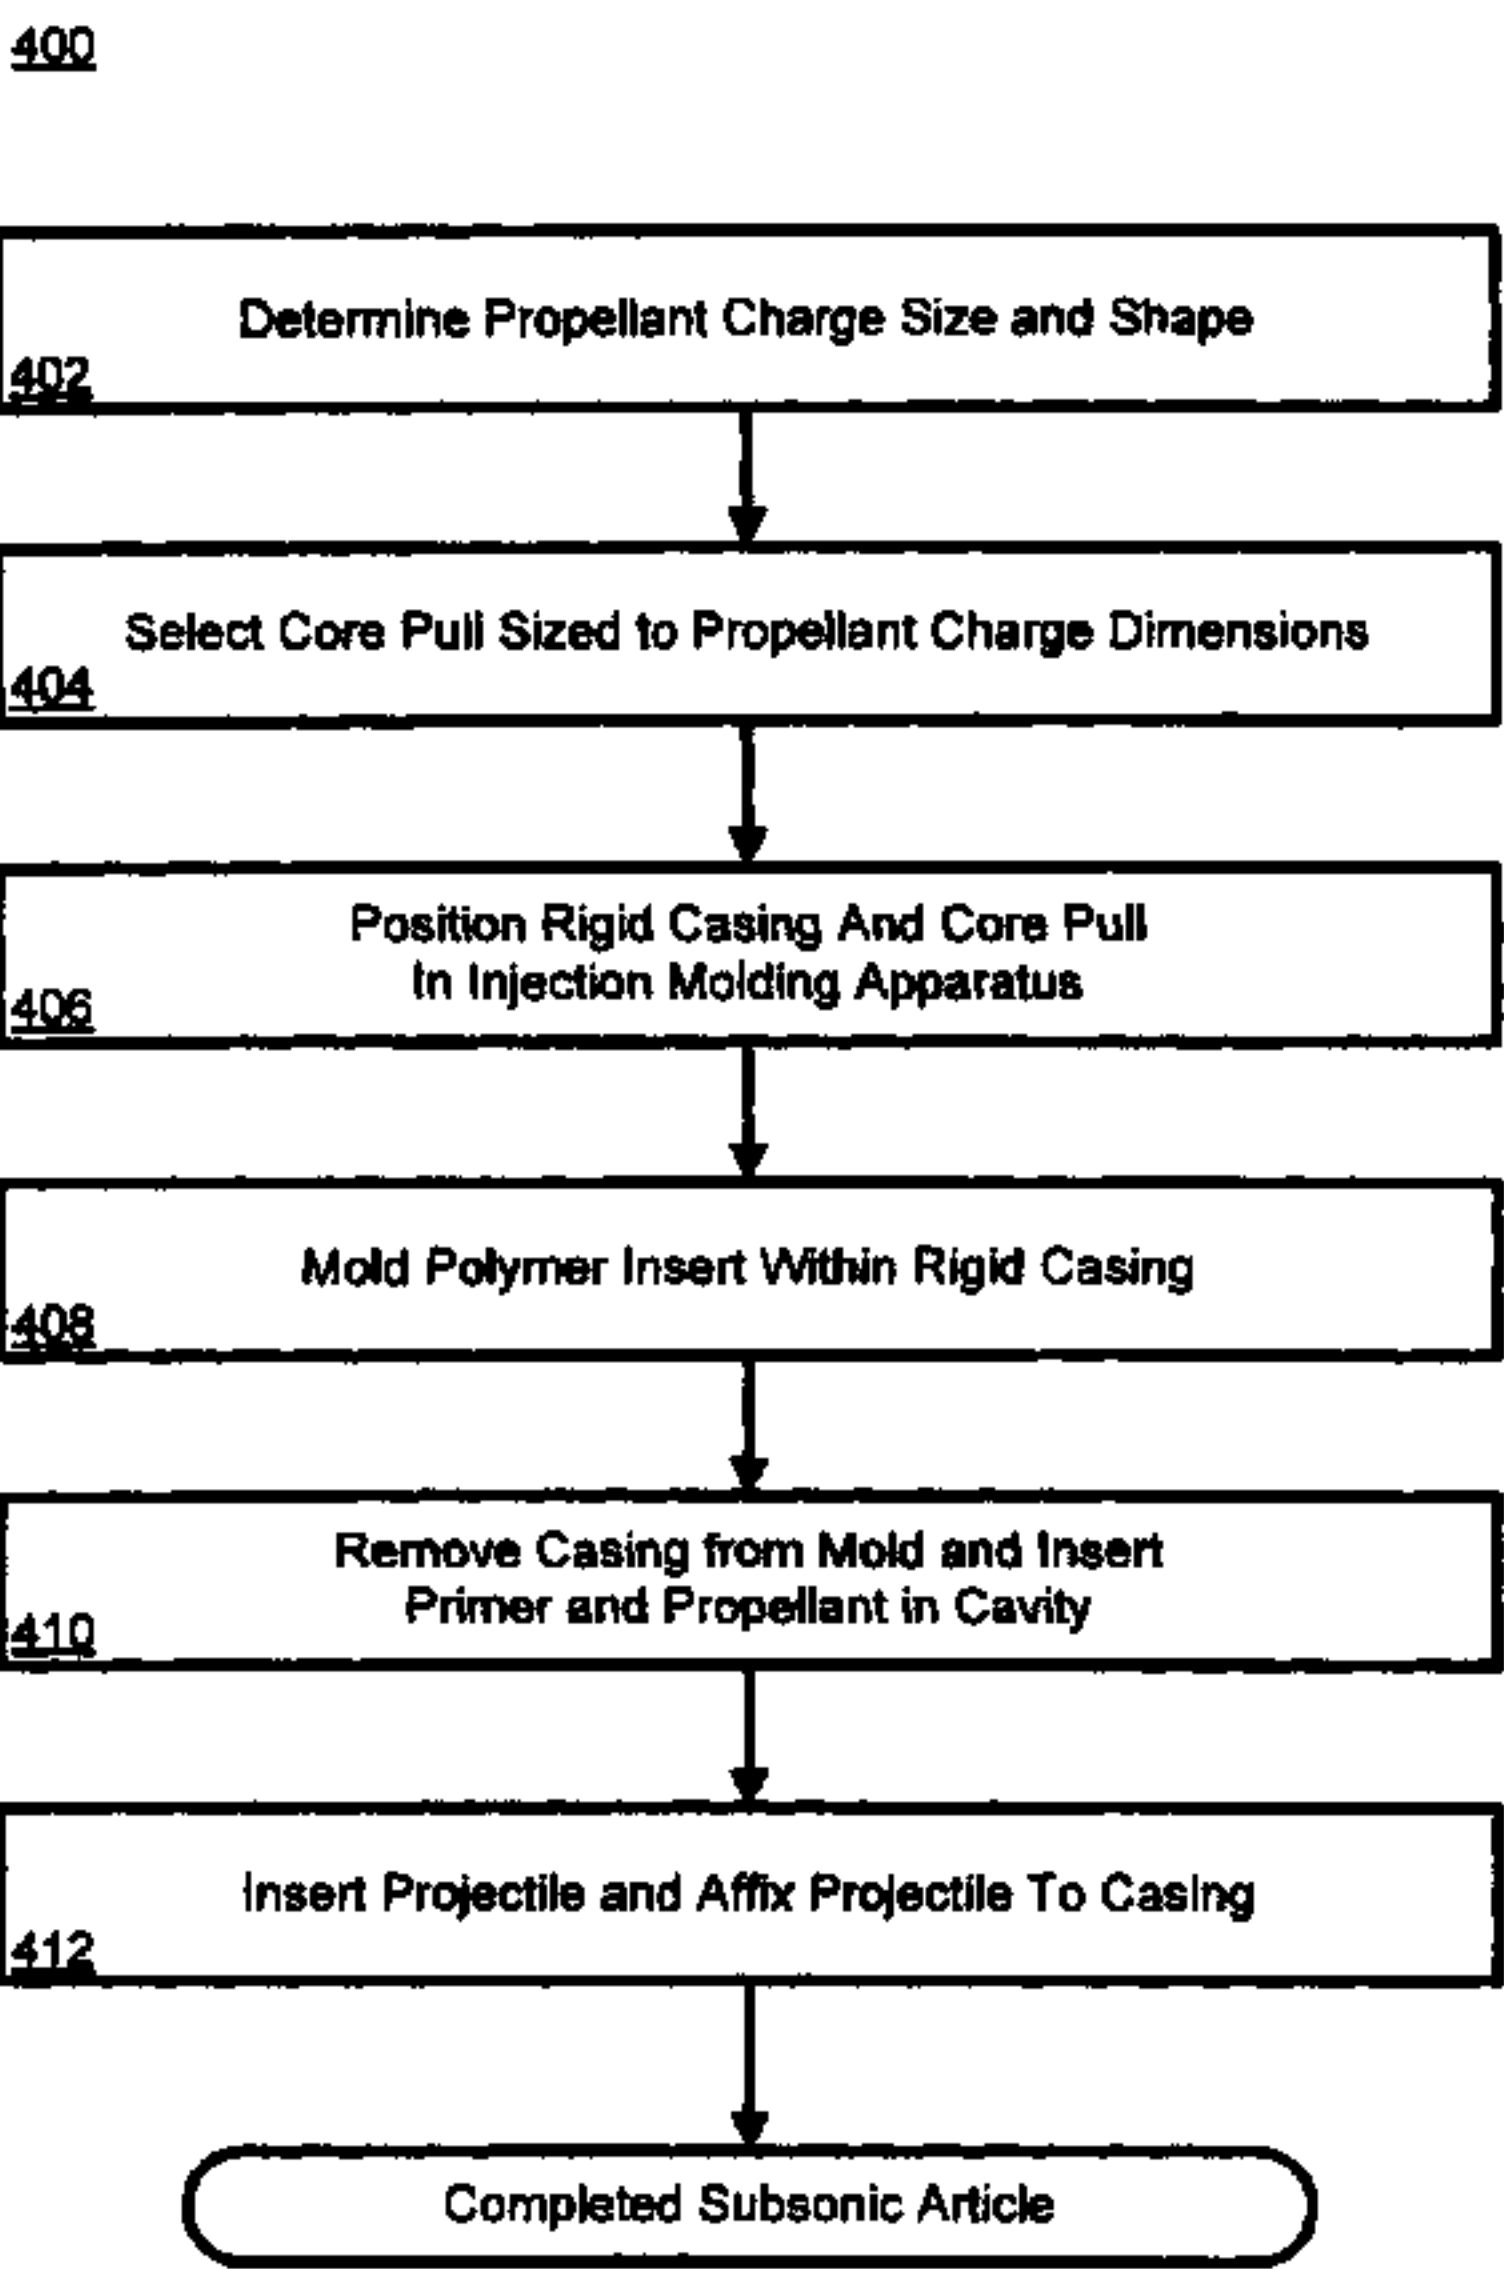 400
Determine Propellant Charge Size and Shape
402
Select Core Pull Sized to Propellant Charge Dimensions
404
Position Rigid Casing And Core Pull
In Injection Molding Apparatus
406
Mold Polymer Insert Within Rigid Casing
408
Remove Casing from Mold and Insert
Primer and Propellant in Cavity
410
Insert Projectile and Affix Projectile To Casing
412
Completed Subsonic Article